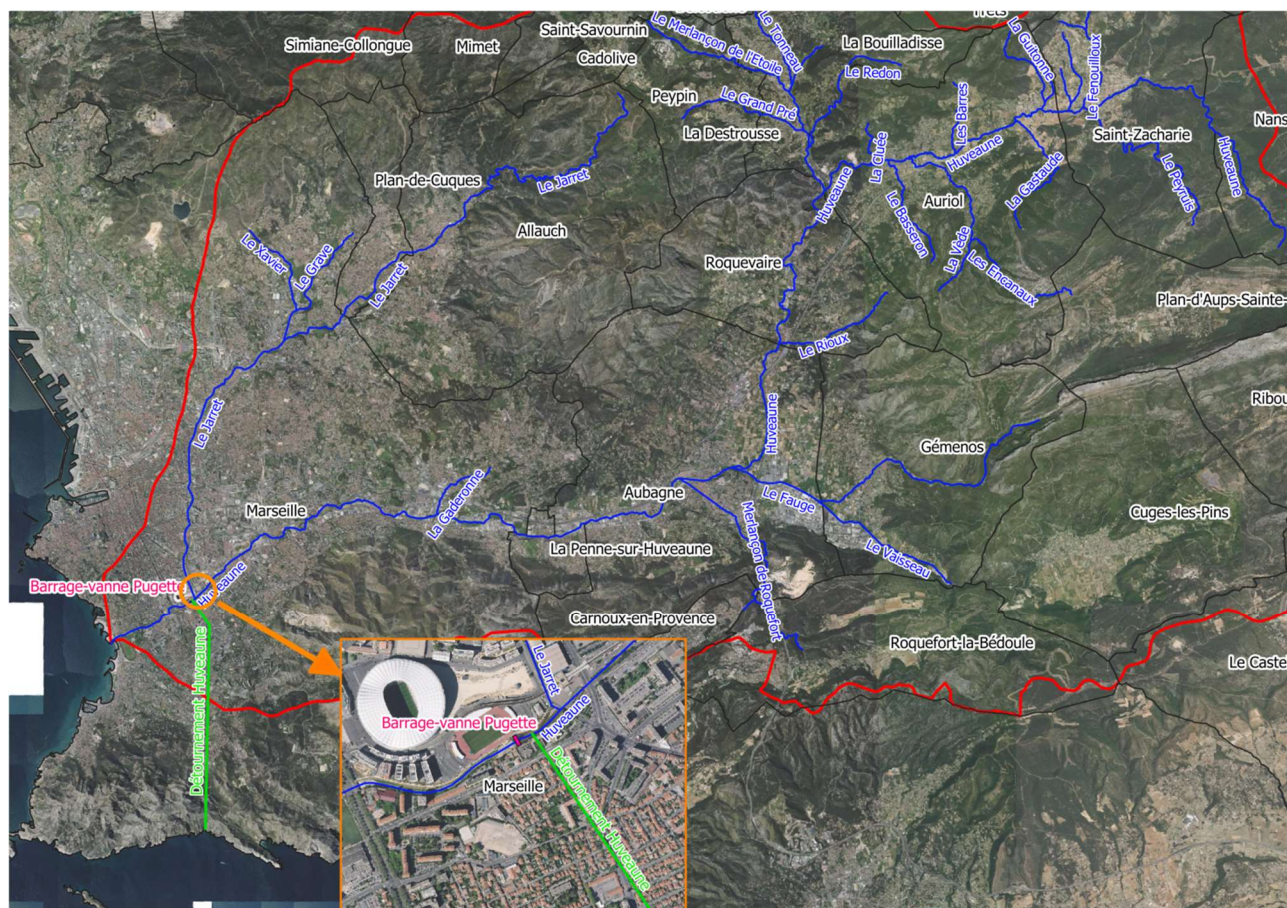 Saint-Savournin
Le Tonneau
Simiane-Collongue
Mimet
Le Merlançon de l'Etoile
La Bouilladisse
La Guitonne
Le Fenouilloux
Cadolive
Le Redon
Peypin
Le Grand Pré
Les Barres
La Destrousse
Nans
Saint-Zacharie
La Cluée
Huveaune
Huveaune
Plan-de-Cuques
Le Jarret
Huveaune
La Gastaude
Le Peyruis
Auriol
Le Basseron
Allauch
Le Xavier
Le Grave
La Vède
Les Encanaux
Roquevaire
Le Jarret
Plan-d'Aups-Sainte-
Le Rioux
Le Jarret
Huveaune
Ribou
Gémenos
Aubagne
Le Fauge
La Gaderonne
Marseille
Merlançon de Roquefort
Cuges-les-Pins
La Penne-sur-Huveaune
Le Vaisseau
Barrage-vanne Pugette
Huveaune
Carnoux-en-Provence
Roquefort-la-Bédoule
Le Caste
Détournement Huveaune
Le Jarret
Barrage-vanne Pugette
Huveaune
Marseille
Détournement Huveaune